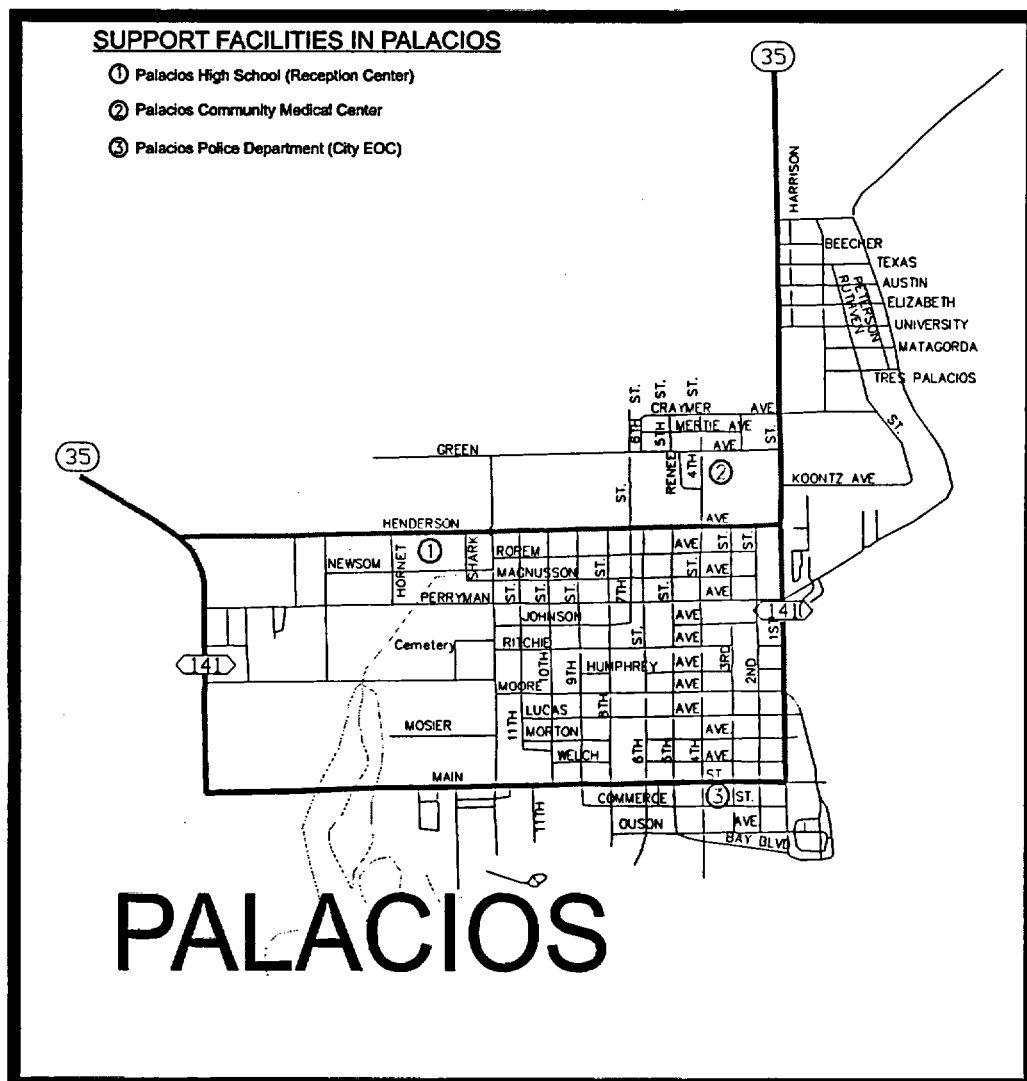 SUPPORT FACILITIES IN PALACIOS
① Palacios High School (Reception Center)
② Palacios Community Medical Center
③ Palacios Police Department (City EOC)
35
HARRISON
BEECHER
TEXAS
AUSTIN
ELIZABETH
PETERSON
RUTHVEN
UNIVERSITY
MATAGORDA
TRES PALACIOS
ST.
ST.
ST.
ST.
CRAYMER AVE
6TH
5TH
MERTIE AVE
ST.
GREEN AVE
35
RENEE
4TH
②
KOONTZ AVE
ST.
HENDERSON AVE
①
ROREM AVE
ST.
ST.
NEWSOM
HORNET
SHARK
MAGNUSSON AVE
ST.
ST.
PERRYMAN AVE
ST.
ST.
ST.
7TH
ST.
JOHNSON AVE
141
1ST
Cemetery
RITCHIE AVE
ST.
141
10TH
9TH
HUMPHREY AVE
3RD
2ND
MOORE AVE
LUCAS AVE
8TH
11TH
MOSIER
MORTON AVE
WELCH AVE
6TH
5TH
4TH
MAIN ST.
COMMERCE ST.
③
11TH
OUSON AVE
BAY BLVD
PALACIOS